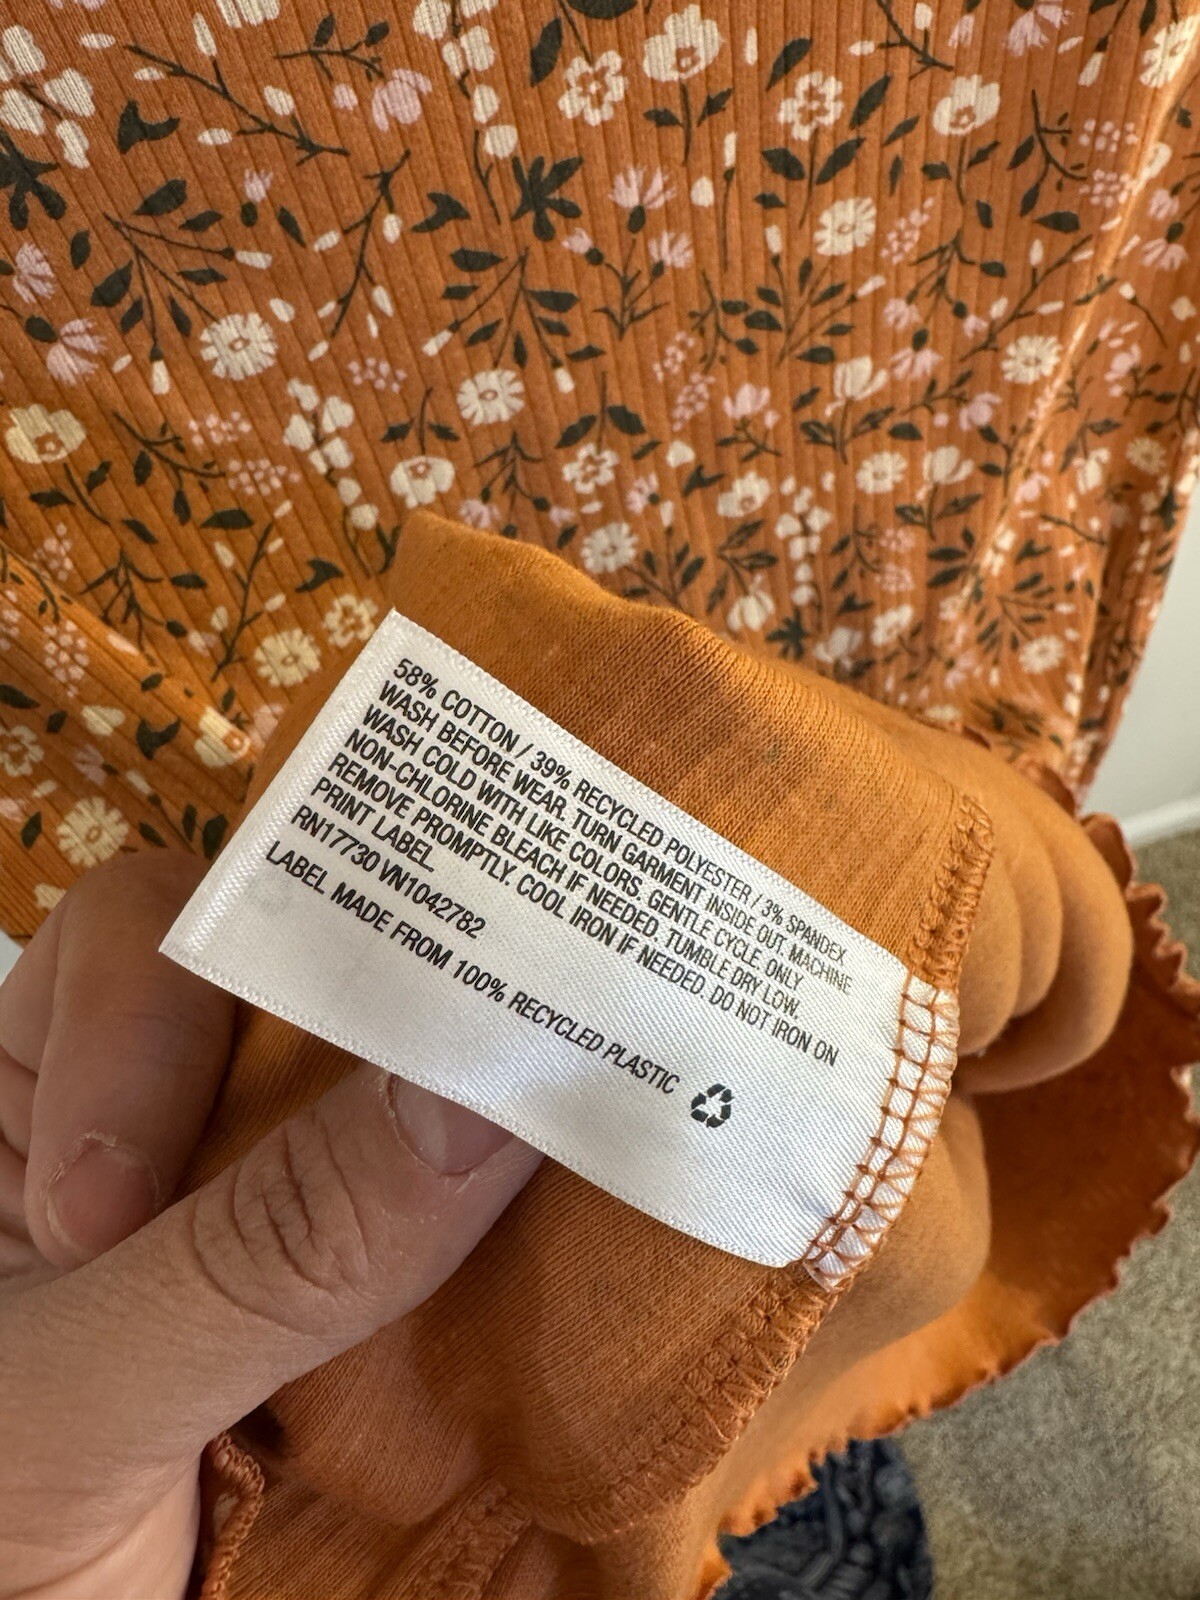 58% COTTON / 39% RECYCLED POLYESTER / 3% SPANDEX
WASH BEFORE WEAR. TURN GARMENT INSIDE OUT. MACHINE
WASH COLD WITH LIKE COLORS. GENTLE CYCLE. ONLY
NON-CHLORINE BLEACH IF NEEDED. TUMBLE DRY LOW.
REMOVE PROMPTLY. COOL IRON IF NEEDED. DO NOT IRON ON
PRINT LABEL.
RN17730 VN1042782
LABEL MADE FROM 100% RECYCLED PLASTIC